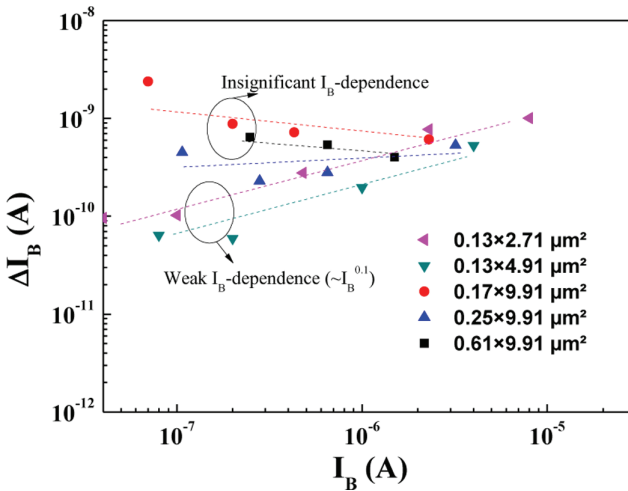 10⁻⁸
Insignificant I_B-dependence
10⁻⁹
ΔI_B (A)
10⁻¹⁰
0.13×2.71 μm²
0.13×4.91 μm²
Weak I_B-dependence (~I_B^0.1)
0.17×9.91 μm²
10⁻¹¹
0.25×9.91 μm²
0.61×9.91 μm²
10⁻¹²
10⁻⁷ 10⁻⁶ 10⁻⁵
I_B (A)